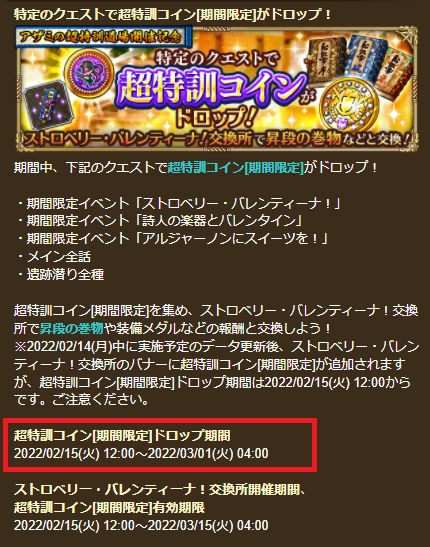 特定のクエストで超特訓コイン[期間限定]がドロップ！
アザミの超特訓道場開催記念
特定のクエストで
超特訓コインが
ドロップ！
ストロベリー・バレンティーナ！交換所で昇段の巻物などと交換！
期間中、下記のクエストで超特訓コイン[期間限定]がドロップ！
・期間限定イベント「ストロベリー・バレンティーナ！」
・期間限定イベント「詩人の楽器とバレンタイン」
・期間限定イベント「アルジャーノンにスイーツを！」
・メイン全話
・遺跡潜り全種
超特訓コイン[期間限定]を集め、ストロベリー・バレンティーナ！交換
所で昇段の巻物や装備メダルなどの報酬と交換しよう！
※2022/02/14(月)中に実施予定のデータ更新後、ストロベリー・バレン
ティーナ！交換所のバナーに超特訓コイン[期間限定]が追加されます
が、超特訓コイン[期間限定]ドロップ期間は2022/02/15(火) 12:00から
です。ご注意ください。
超特訓コイン[期間限定]ドロップ期間
2022/02/15(火) 12:00～2022/03/01(火) 04:00
ストロベリー・バレンティーナ！交換所開催期間、
超特訓コイン[期間限定]有効期限
2022/02/15(火) 12:00～2022/03/15(火) 04:00